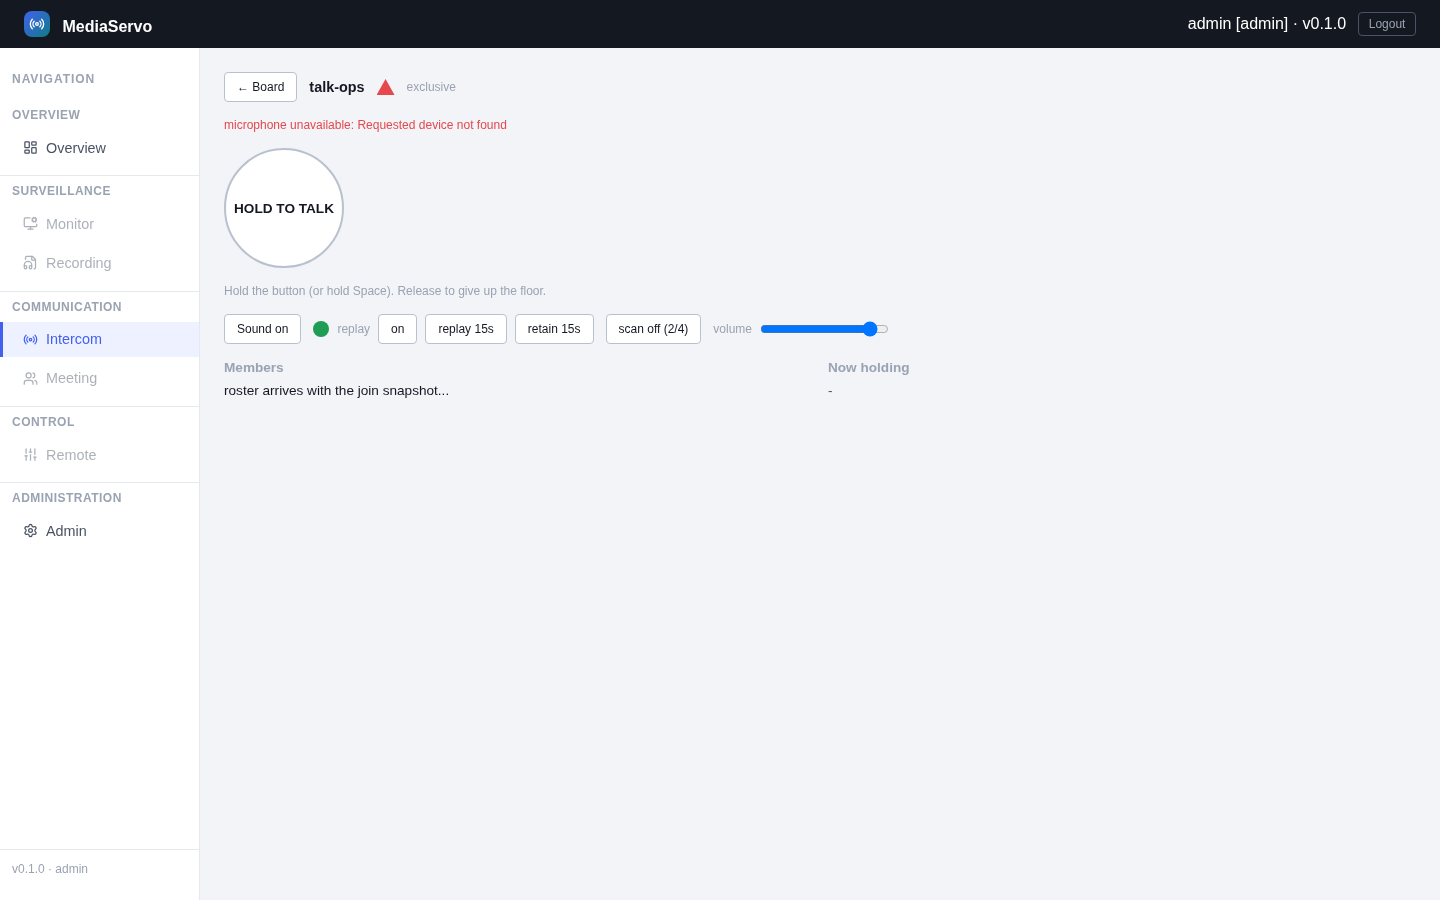 MediaServo
admin [admin] · v0.1.0
Logout
NAVIGATION
OVERVIEW
Overview
SURVEILLANCE
Monitor
Recording
COMMUNICATION
Intercom
Meeting
CONTROL
Remote
ADMINISTRATION
Admin
v0.1.0 · admin
← Board
talk-ops
exclusive
microphone unavailable: Requested device not found
HOLD TO TALK
Hold the button (or hold Space). Release to give up the floor.
Sound on
replay
on
replay 15s
retain 15s
scan off (2/4)
volume
Members
roster arrives with the join snapshot...
Now holding
-